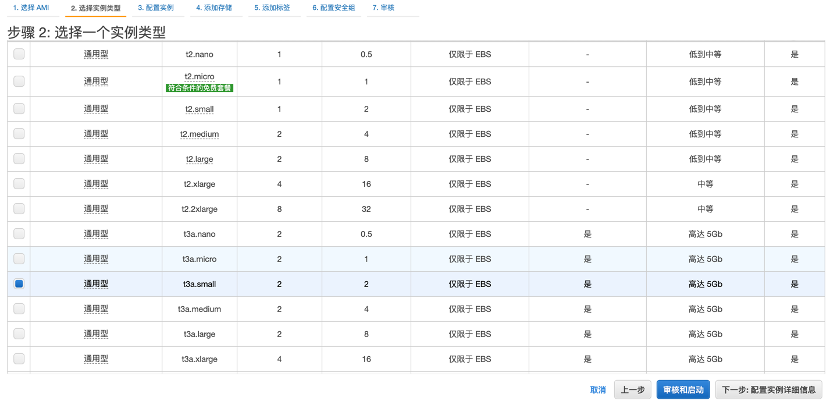 1. 选择 AMI 2. 选择实例类型 3. 配置实例 4. 添加存储 5. 添加标签 6. 配置安全组 7. 审核
步骤 2: 选择一个实例类型
通用型 t2.nano 1 0.5 仅限于 EBS - 低到中等 是
通用型 t2.micro 1 1 仅限于 EBS - 低到中等 是
符合条件的免费套餐
通用型 t2.small 1 2 仅限于 EBS - 低到中等 是
通用型 t2.medium 2 4 仅限于 EBS - 低到中等 是
通用型 t2.large 2 8 仅限于 EBS - 低到中等 是
通用型 t2.xlarge 4 16 仅限于 EBS - 中等 是
通用型 t2.2xlarge 8 32 仅限于 EBS - 中等 是
通用型 t3a.nano 2 0.5 仅限于 EBS 是 高达 5Gb 是
通用型 t3a.micro 2 1 仅限于 EBS 是 高达 5Gb 是
通用型 t3a.small 2 2 仅限于 EBS 是 高达 5Gb 是
通用型 t3a.medium 2 4 仅限于 EBS 是 高达 5Gb 是
通用型 t3a.large 2 8 仅限于 EBS 是 高达 5Gb 是
通用型 t3a.xlarge 4 16 仅限于 EBS 是 高达 5Gb 是
取消 上一步 审核和启动 下一步: 配置实例详细信息